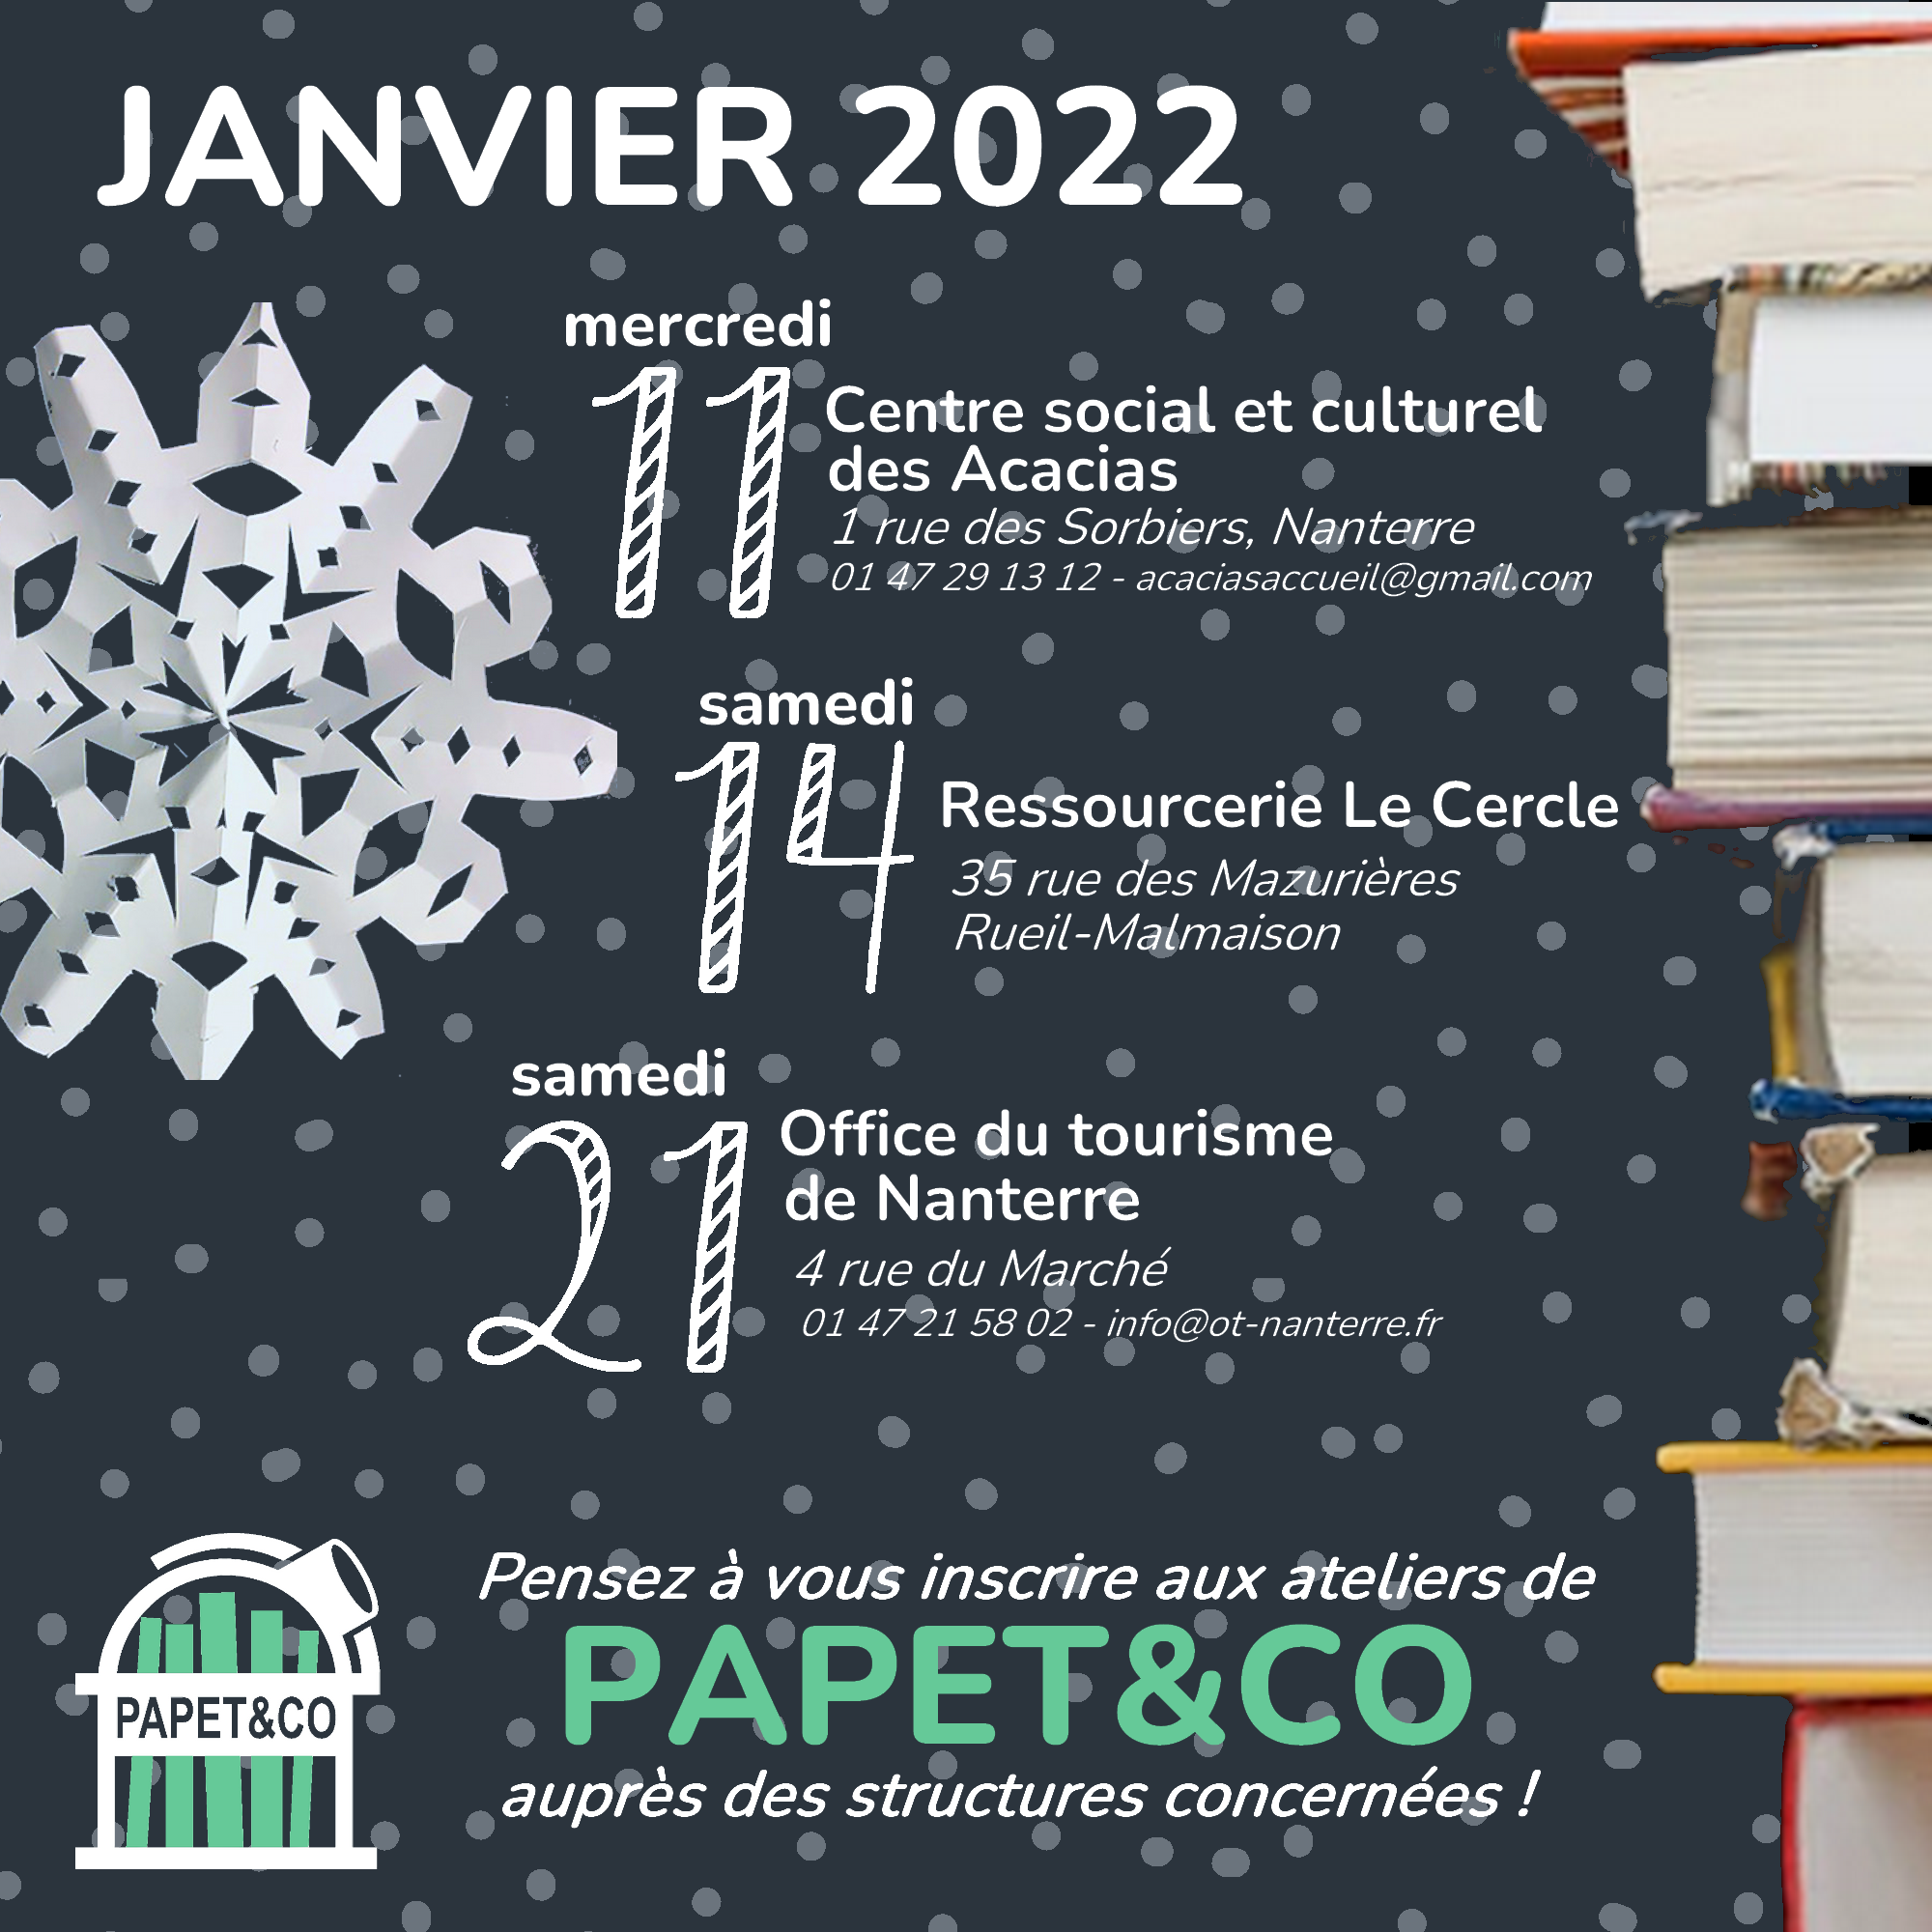 JANVIER 2022
mercredi
11
Centre social et culturel
des Acacias
1 rue des Sorbiers, Nanterre
01 47 29 13 12 - acaciasaccueil@gmail.com
samedi
14
Ressourcerie Le Cercle
35 rue des Mazurières
Rueil-Malmaison
samedi
21
Office du tourisme
de Nanterre
4 rue du Marché
01 47 21 58 02 - info@ot-nanterre.fr
Pensez à vous inscrire aux ateliers de
PAPET&CO
auprès des structures concernées !
PAPET&CO